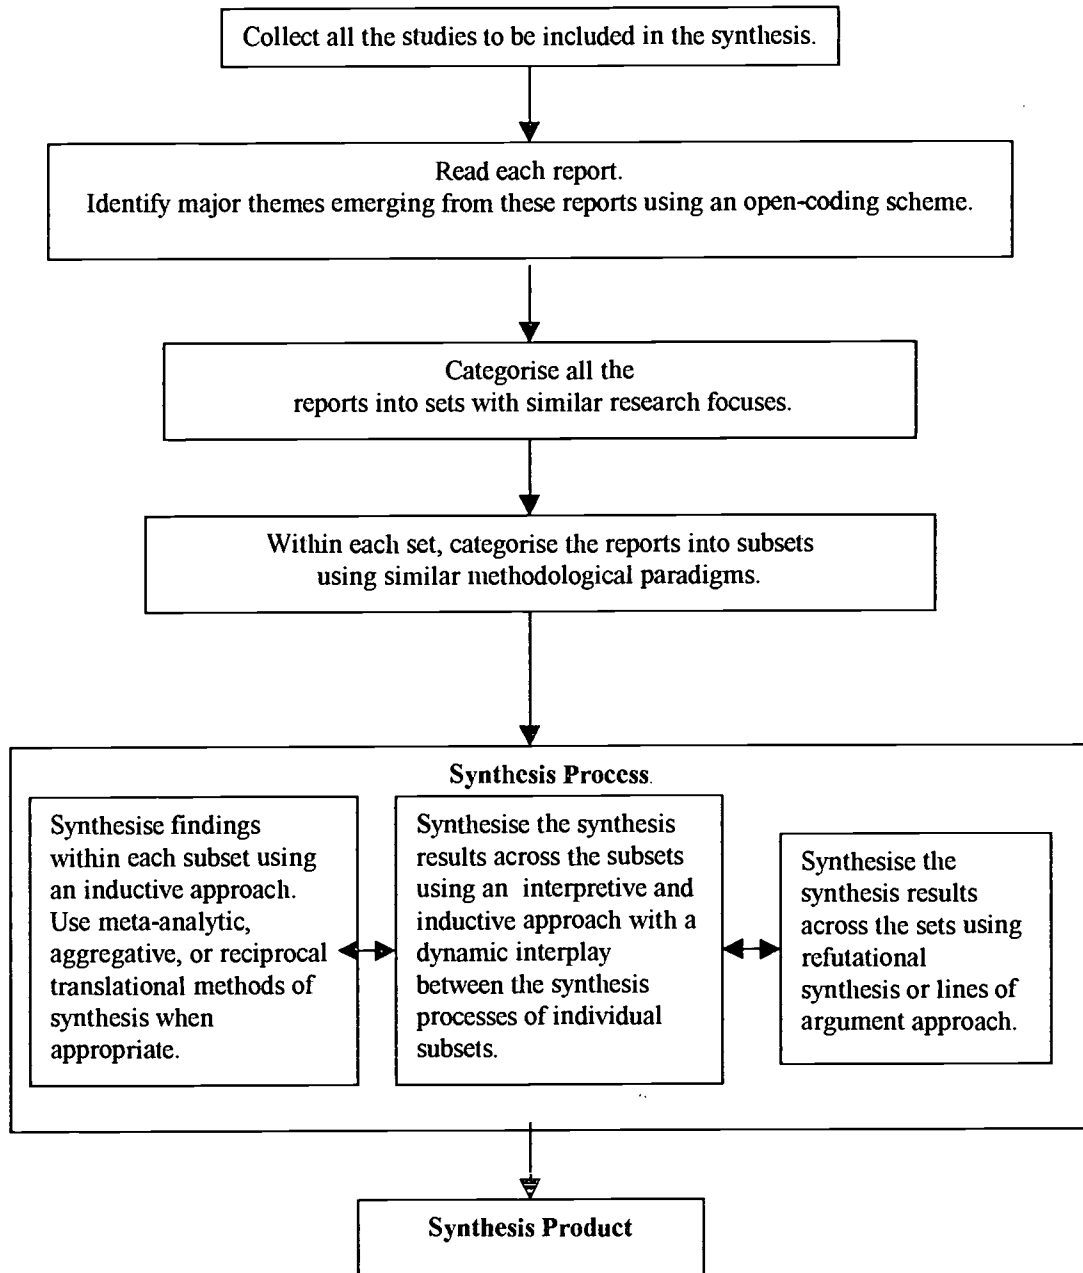 Collect all the studies to be included in the synthesis.
Read each report.
Identify major themes emerging from these reports using an open-coding scheme.
Categorise all the
reports into sets with similar research focuses.
Within each set, categorise the reports into subsets
using similar methodological paradigms.
Synthesis Process.
Synthesise findings
within each subset using
an inductive approach.
Use meta-analytic,
aggregative, or reciprocal
translational methods of
synthesis when
appropriate.
Synthesise the synthesis
results across the subsets
using an interpretive and
inductive approach with a
dynamic interplay
between the synthesis
processes of individual
subsets.
Synthesise the
synthesis results
across the sets using
refutational
synthesis or lines of
argument approach.
Synthesis Product